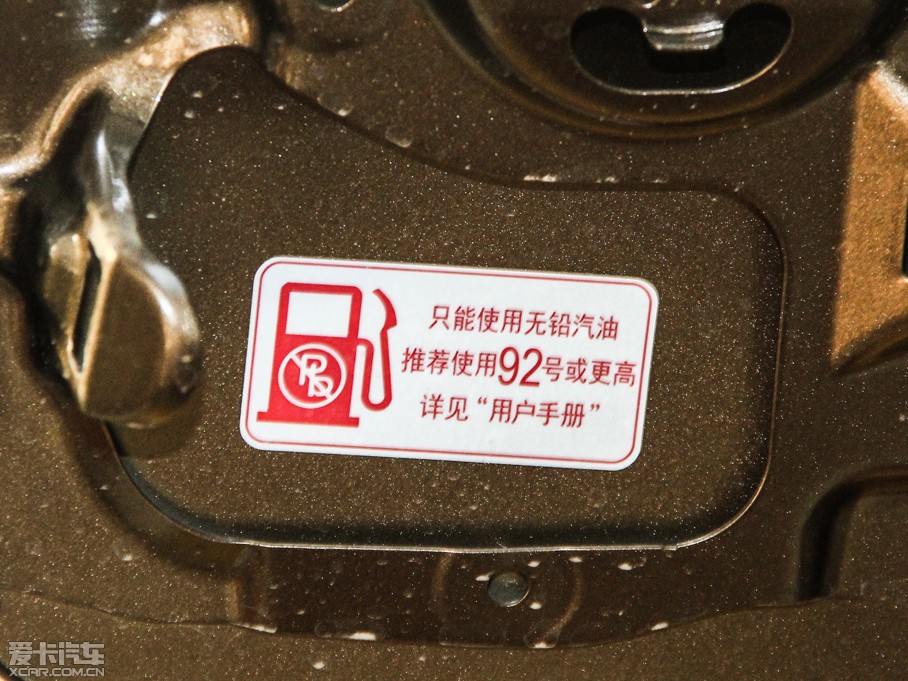 只能使用无铅汽油
推荐使用92号或更高
详见“用户手册”
Pb
爱卡汽车
XCAR.COM.CN